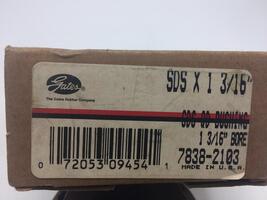 Gates
The Gates Rubber Company
SDS X 1 3/16"
SDS QD BUSHING
1 3/16" BORE
7838-2103
MADE IN U.S.A.
0 72053 09454 1